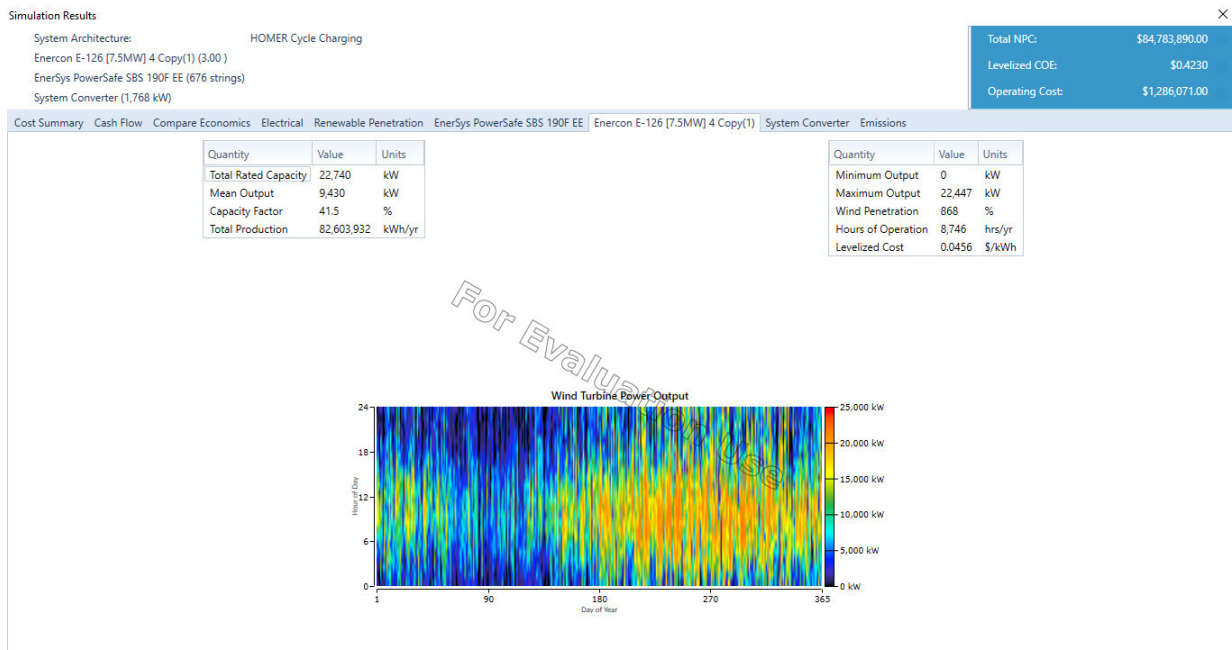 Simulation Results
System Architecture: HOMER Cycle Charging
Enercon E-126 [7.5MW] 4 Copy(1) (3.00 )
EnerSys PowerSafe SBS 190F EE (676 strings)
System Converter (1,768 kW)
Total NPC: $84,783,890.00
Levelized COE: $0.4230
Operating Cost: $1,286,071.00
Cost Summary Cash Flow Compare Economics Electrical Renewable Penetration EnerSys PowerSafe SBS 190F EE Enercon E-126 [7.5MW] 4 Copy(1) System Converter Emissions
Quantity Value Units
Total Rated Capacity 22,740 kW
Mean Output 9,430 kW
Capacity Factor 41.5 %
Total Production 82,603,932 kWh/yr
Quantity Value Units
Minimum Output 0 kW
Maximum Output 22,447 kW
Wind Penetration 868 %
Hours of Operation 8,746 hrs/yr
Levelized Cost 0.0456 $/kWh
For Evaluation Use
Wind Turbine Power Output
24
18
12
6
0
Hour of Day
1 90 180 270 365
Day of Year
25,000 kW
20,000 kW
15,000 kW
10,000 kW
5,000 kW
0 kW